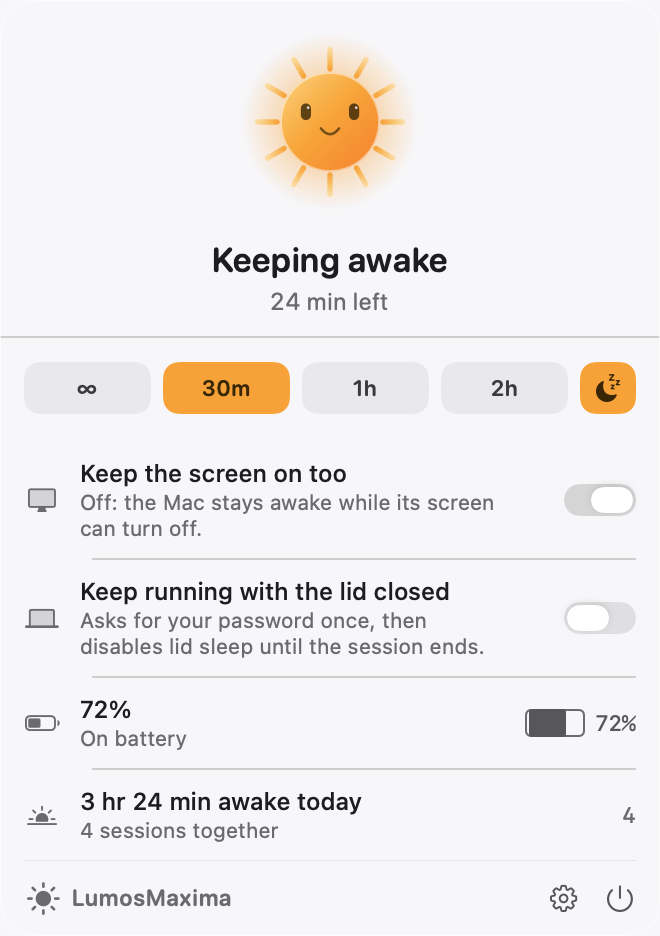 Keeping awake
24 min left
∞
30m
1h
2h
z z z
Keep the screen on too
Off: the Mac stays awake while its screen
can turn off.
Keep running with the lid closed
Asks for your password once, then
disables lid sleep until the session ends.
72%
On battery
72%
3 hr 24 min awake today
4 sessions together
4
LumosMaxima